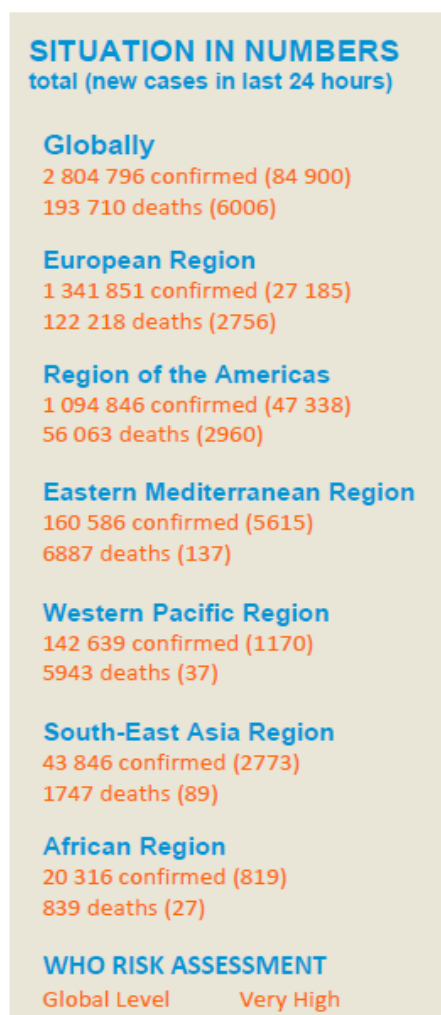 SITUATION IN NUMBERS
total (new cases in last 24 hours)
Globally
2 804 796 confirmed (84 900)
193 710 deaths (6006)
European Region
1 341 851 confirmed (27 185)
122 218 deaths (2756)
Region of the Americas
1 094 846 confirmed (47 338)
56 063 deaths (2960)
Eastern Mediterranean Region
160 586 confirmed (5615)
6887 deaths (137)
Western Pacific Region
142 639 confirmed (1170)
5943 deaths (37)
South-East Asia Region
43 846 confirmed (2773)
1747 deaths (89)
African Region
20 316 confirmed (819)
839 deaths (27)
WHO RISK ASSESSMENT
Global Level Very High